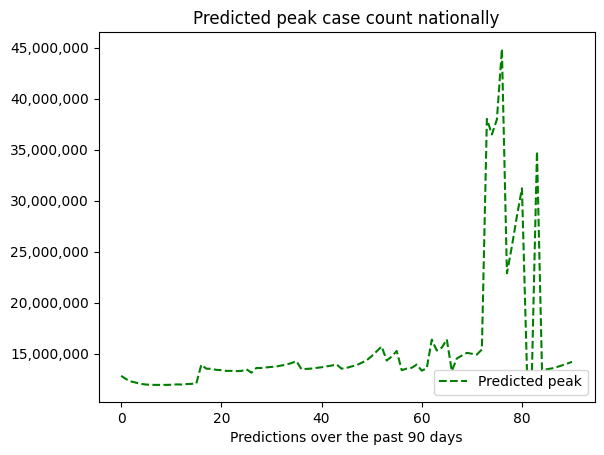 Predicted peak case count nationally
45,000,000
40,000,000
35,000,000
30,000,000
25,000,000
20,000,000
15,000,000
Predicted peak
0 20 40 60 80
Predictions over the past 90 days